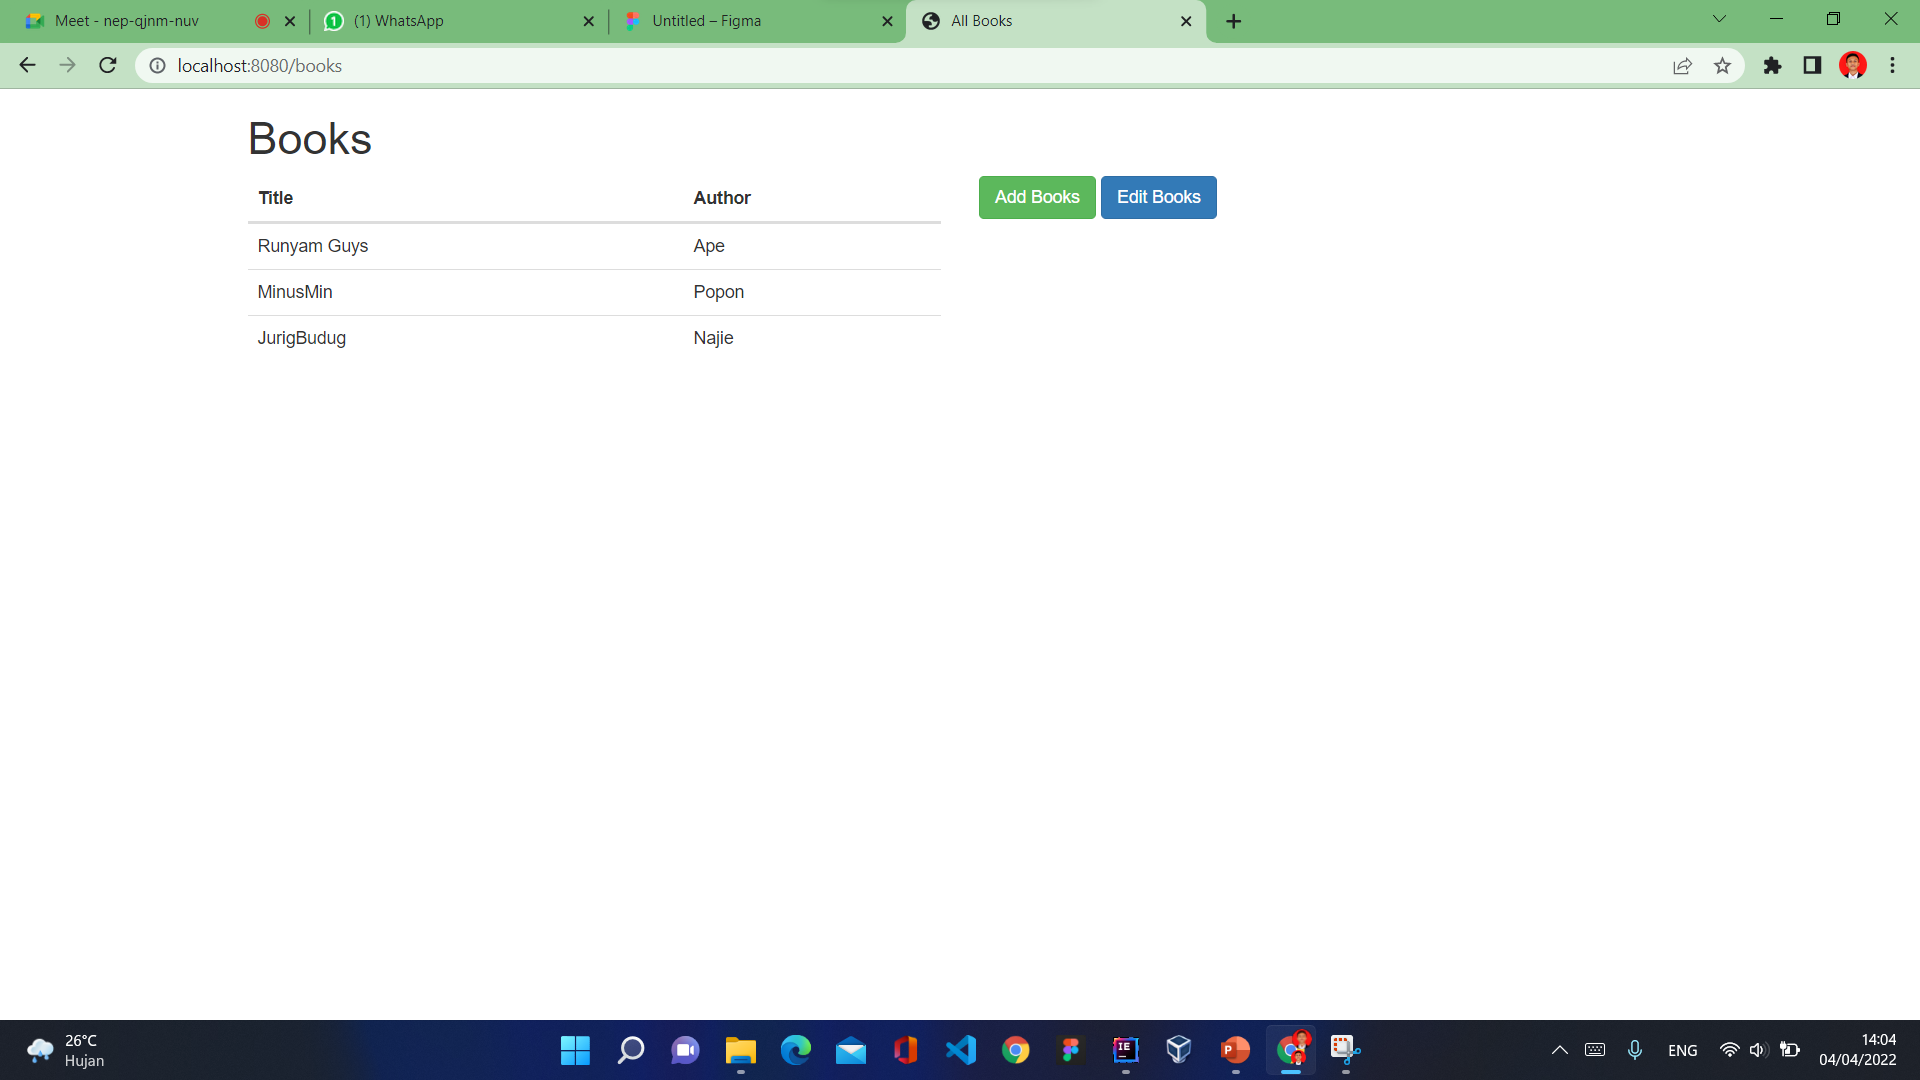 Meet - nep-qjnm-nuv
(1) WhatsApp
Untitled – Figma
All Books
localhost:8080/books
Books
Title Author
Add Books Edit Books
Runyam Guys Ape
MinusMin Popon
JurigBudug Najie
26°C
Hujan
ENG
14:04
04/04/2022